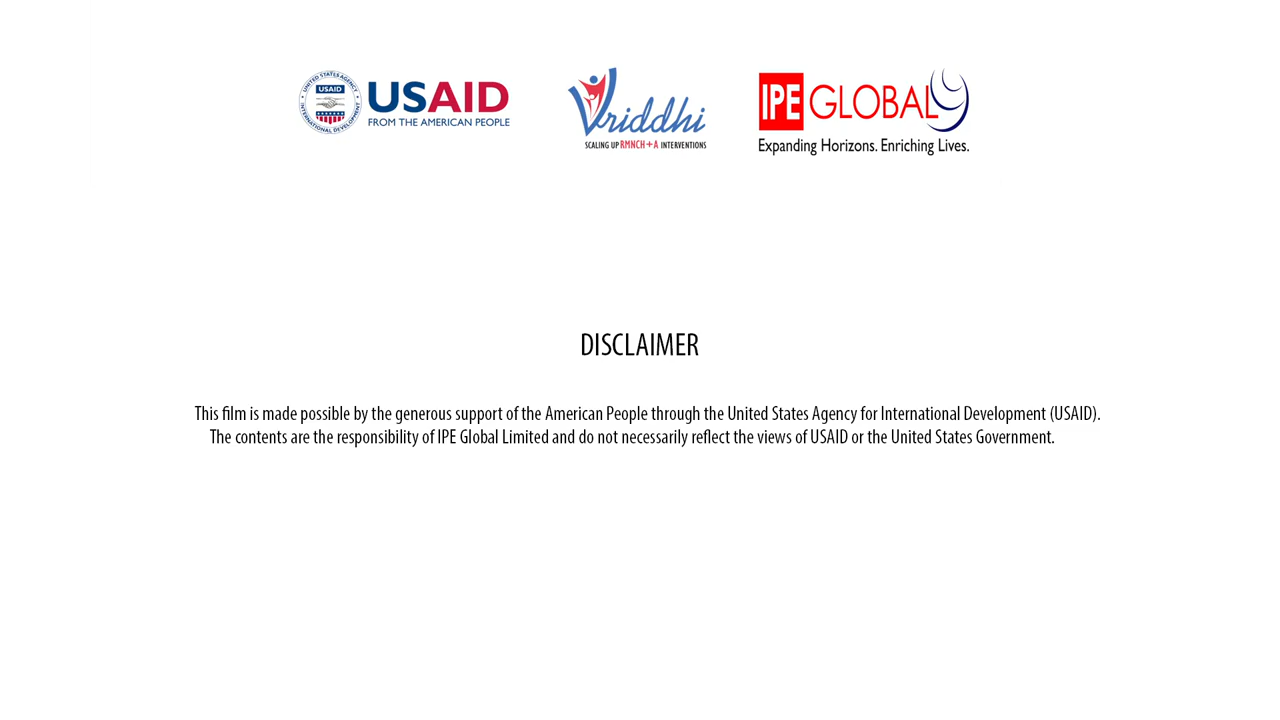 UNITED STATES AGENCY
USAID
INTERNATIONAL DEVELOPMENT
USAID
FROM THE AMERICAN PEOPLE
Vriddhi
SCALING UP RMNCH+A INTERVENTIONS
IPE GLOBAL
Expanding Horizons. Enriching Lives.
DISCLAIMER
This film is made possible by the generous support of the American People through the United States Agency for International Development (USAID).
The contents are the responsibility of IPE Global Limited and do not necessarily reflect the views of USAID or the United States Government.